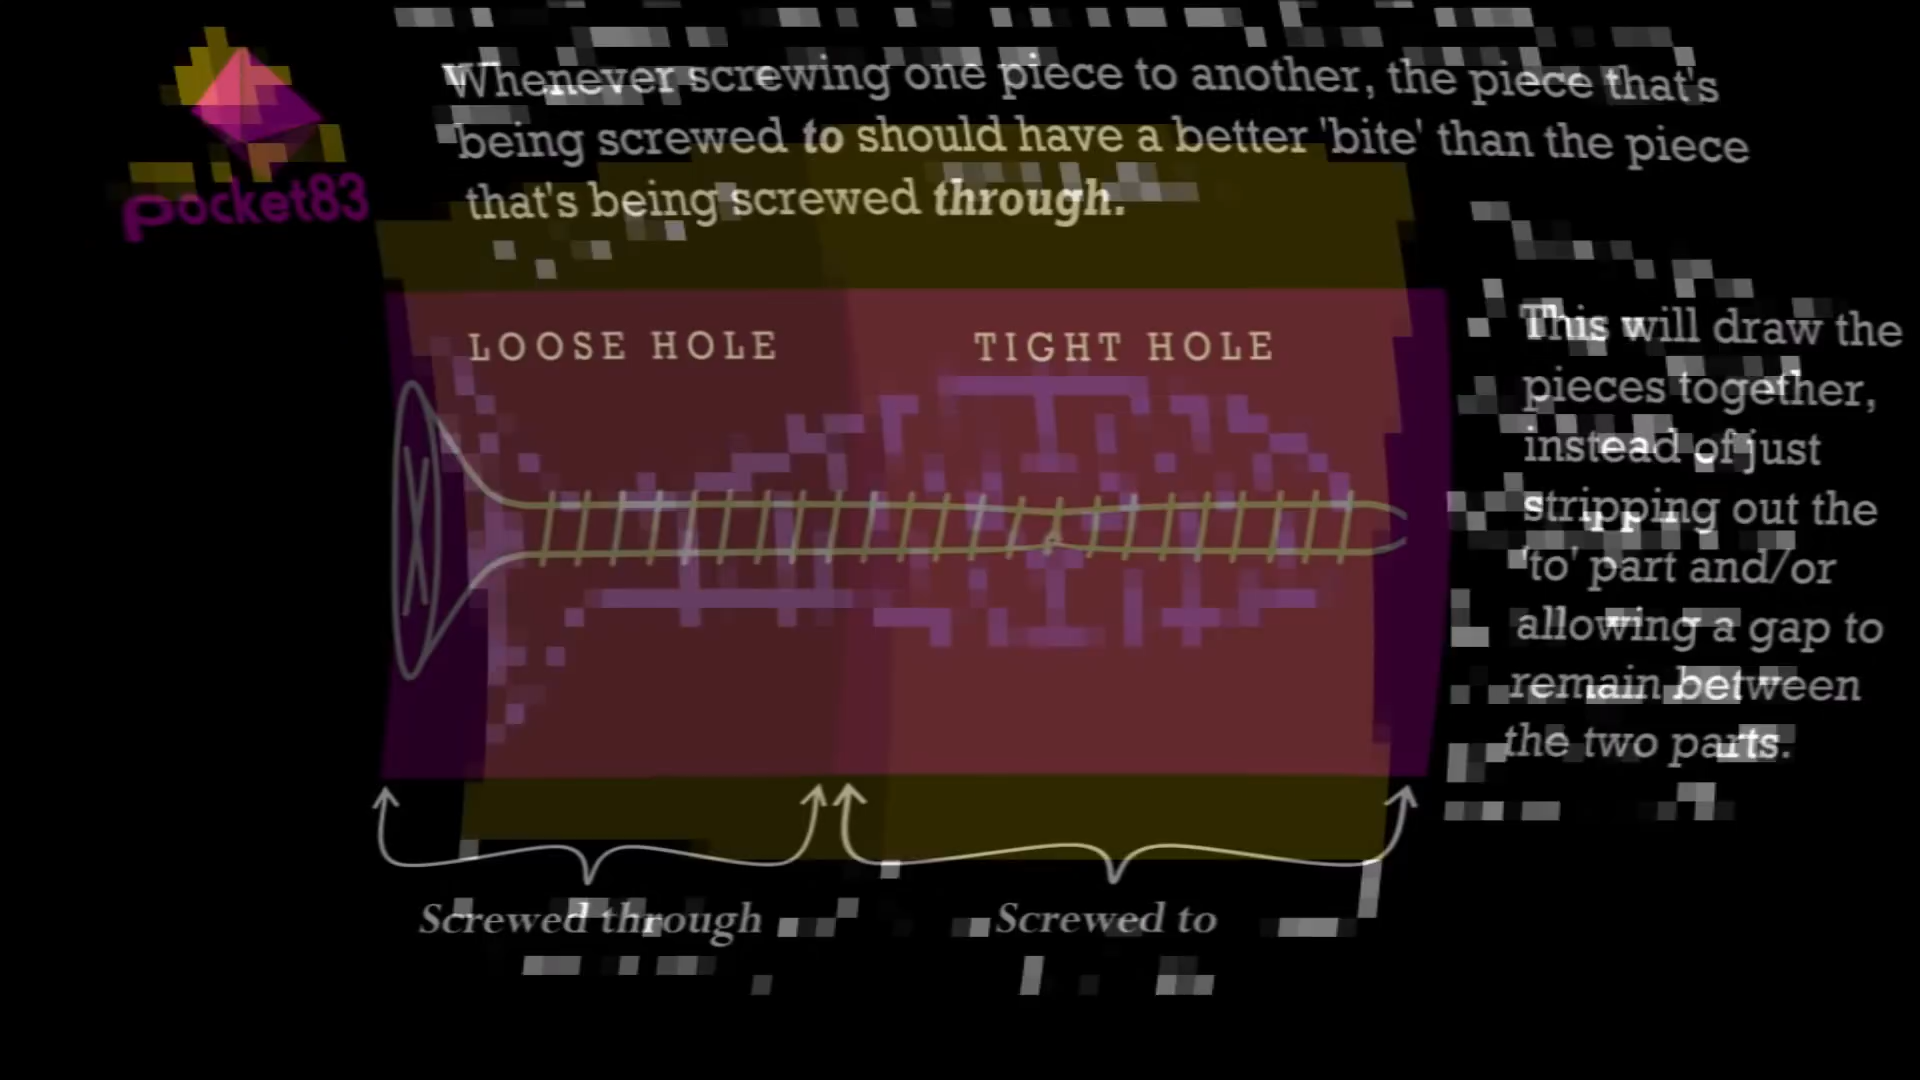 pocket83
Whenever screwing one piece to another, the piece that's
being screwed to should have a better 'bite' than the piece
that's being screwed through.
LOOSE HOLE
TIGHT HOLE
This will draw the
pieces together,
instead of just
stripping out the
'to' part and/or
allowing a gap to
remain between
the two parts.
Screwed through
Screwed to